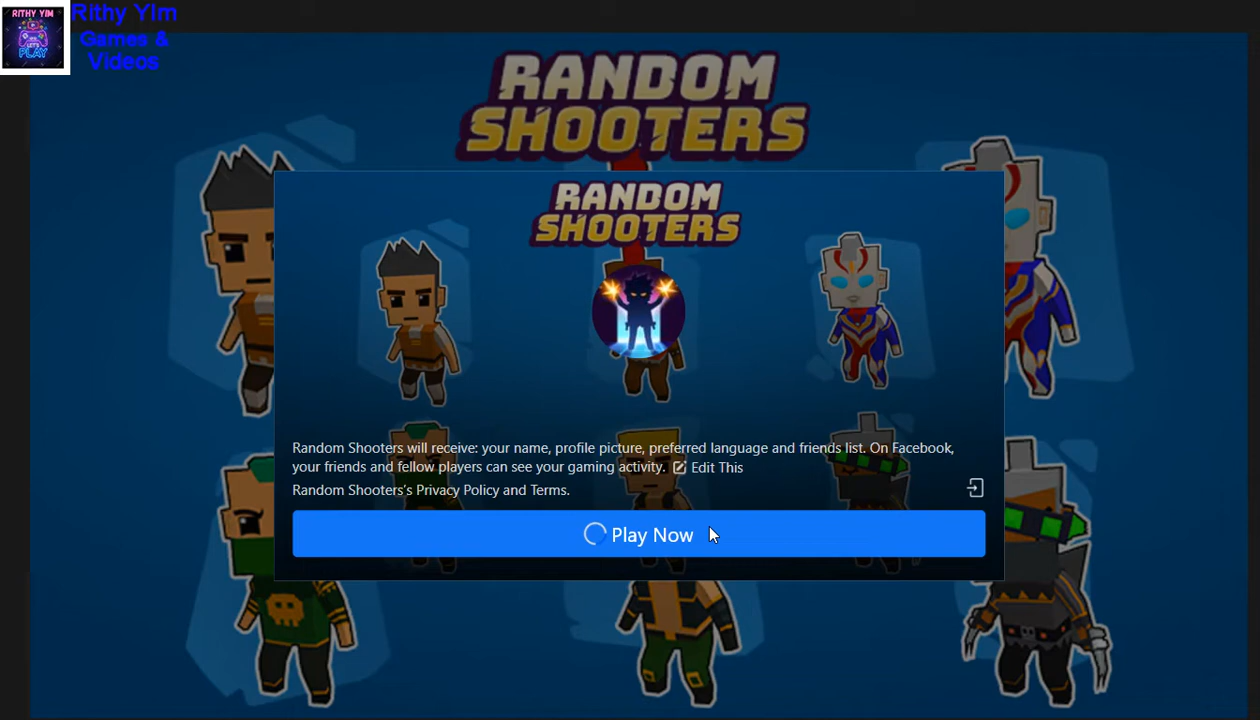 RITHY YIM
LET'S
PLAY
Rithy YIm
Games &
Videos
RANDOM
SHOOTERS
RANDOM
SHOOTERS
Random Shooters will receive: your name, profile picture, preferred language and friends list. On Facebook,
your friends and fellow players can see your gaming activity. Edit This
Random Shooters's Privacy Policy and Terms.
Play Now